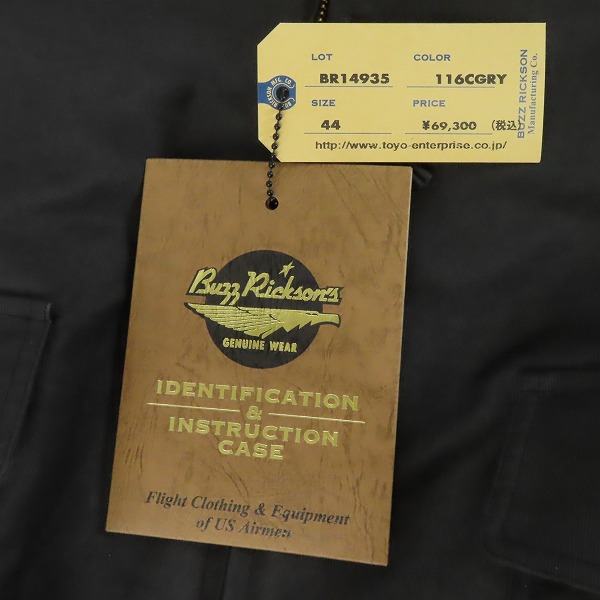 LOT COLOR
BR14935 116CGRY
SIZE PRICE
44 ¥69,300 (税込)
http://www.toyo-enterprise.co.jp/
BUZZ RICKSON
Manufacturing Co.
Buzz Rickson's
GENUINE WEAR
IDENTIFICATION
&
INSTRUCTION
CASE
Flight Clothing & Equipment
of US Airmen